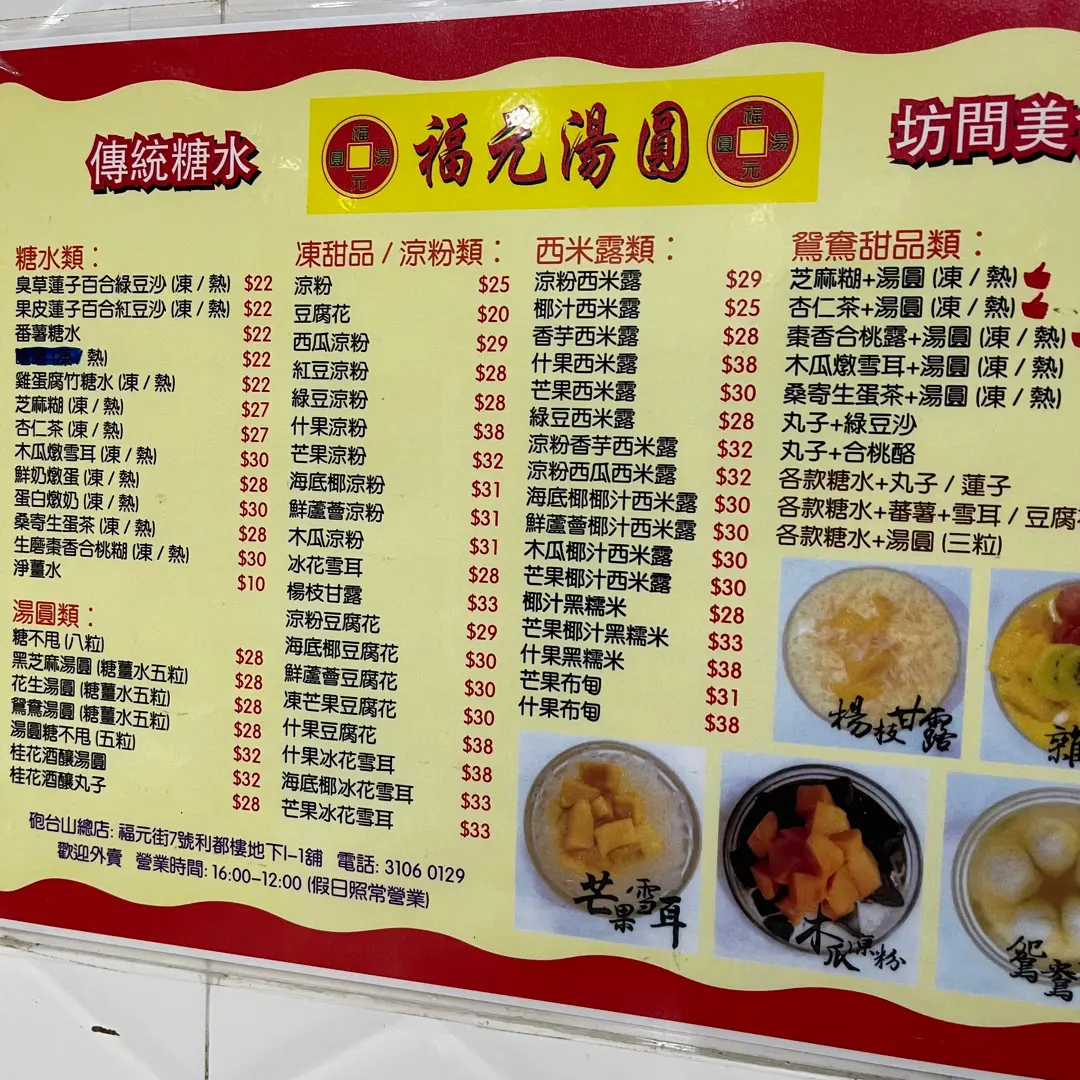 傳統糖水
福元湯圓
福元湯圓
福元湯圓
坊間美
糖水類：
臭草蓮子百合綠豆沙 (凍 / 熱) $22
果皮蓮子百合紅豆沙 (凍 / 熱) $22
番薯糖水 $22
熱) $22
雞蛋腐竹糖水 (凍 / 熱) $22
芝麻糊 (凍 / 熱) $27
杏仁茶 (凍 / 熱) $27
木瓜燉雪耳 (凍 / 熱) $30
鮮奶燉蛋 (凍 / 熱) $28
蛋白燉奶 (凍 / 熱) $30
桑寄生蛋茶 (凍 / 熱) $28
生磨棗香合桃糊 (凍 / 熱) $30
淨薑水 $10
湯圓類：
糖不甩 (八粒) $28
黑芝麻湯圓 (糖薑水五粒) $28
花生湯圓 (糖薑水五粒) $28
鴛鴦湯圓 (糖薑水五粒) $28
湯圓糖不甩 (五粒) $32
桂花酒釀湯圓 $32
桂花酒釀丸子 $28
凍甜品 / 涼粉類：
涼粉 $25
豆腐花 $20
西瓜涼粉 $29
紅豆涼粉 $28
綠豆涼粉 $28
什果涼粉 $38
芒果涼粉 $32
海底椰涼粉 $31
鮮蘆薈涼粉 $31
木瓜涼粉 $31
冰花雪耳 $28
楊枝甘露 $33
涼粉豆腐花 $29
海底椰豆腐花 $30
鮮蘆薈豆腐花 $30
凍芒果豆腐花 $30
什果豆腐花 $38
什果冰花雪耳 $38
海底椰冰花雪耳 $33
芒果冰花雪耳 $33
西米露類：
涼粉西米露 $29
椰汁西米露 $25
香芋西米露 $28
什果西米露 $38
芒果西米露 $30
綠豆西米露 $28
涼粉香芋西米露 $32
涼粉西瓜西米露 $32
海底椰椰汁西米露 $30
鮮蘆薈椰汁西米露 $30
木瓜椰汁西米露 $30
芒果椰汁西米露 $30
椰汁黑糯米 $28
芒果椰汁黑糯米 $33
什果黑糯米 $38
芒果布甸 $31
什果布甸 $38
鴛鴦甜品類：
芝麻糊+湯圓 (凍 / 熱)
杏仁茶+湯圓 (凍 / 熱)
棗香合桃露+湯圓 (凍 / 熱)
木瓜燉雪耳+湯圓 (凍 / 熱)
桑寄生蛋茶+湯圓 (凍 / 熱)
丸子+綠豆沙
丸子+合桃酪
各款糖水+丸子 / 蓮子
各款糖水+蕃薯+雪耳 / 豆腐
各款糖水+湯圓 (三粒)
楊枝甘露
雜
芒果雪耳
木瓜涼粉
鴛鴦
砲台山總店: 福元街7號利都樓地下I-1舖 電話: 3106 0129
歡迎外賣 營業時間: 16:00-12:00 (假日照常營業)